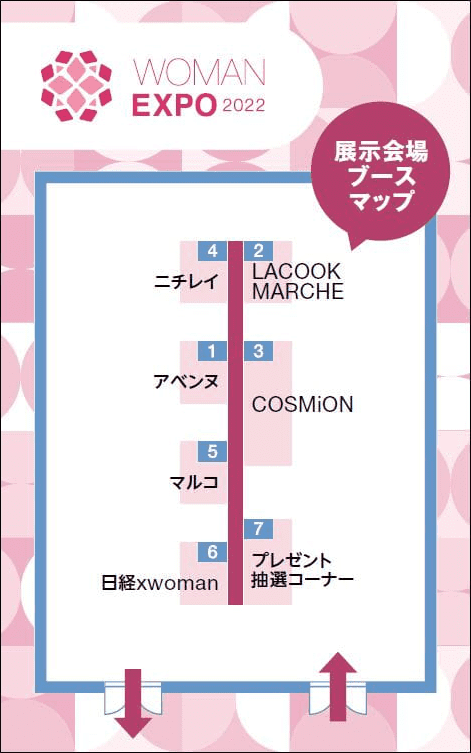 WOMAN
EXPO 2022
展示会場
ブース
マップ
4
ニチレイ
2
LACOOK
MARCHE
1
アベンヌ
3
COSMiON
5
マルコ
6
日経xwoman
7
プレゼント
抽選コーナー